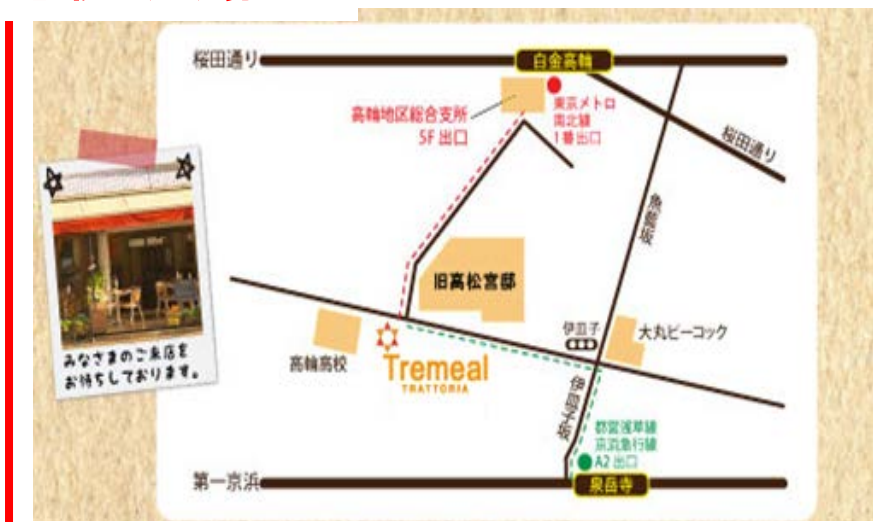 桜田通り
白金高輪
高輪地区総合支所
5F 出口
東京メトロ
南北線
1番出口
桜田通り
魚籃坂
旧高松宮邸
伊皿子
大丸ピーコック
高輪高校
Tremeal
TRATTORIA
みなさまのご来店を
お待ちしております。
伊皿子坂
都営浅草線
京浜急行線
A2 出口
第一京浜
泉岳寺